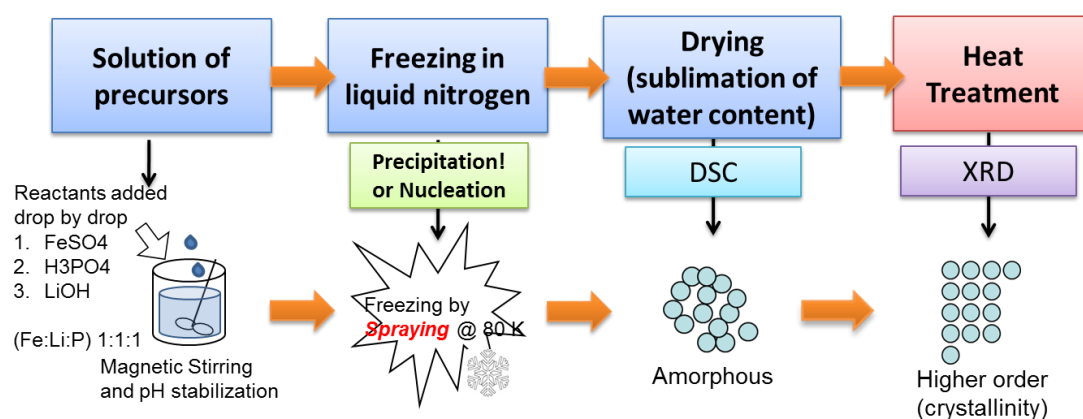 Solution of
precursors
Freezing in
liquid nitrogen
Drying
(sublimation of
water content)
Heat
Treatment
Precipitation!
or Nucleation
DSC
XRD
Reactants added
drop by drop
1. FeSO4
2. H3PO4
3. LiOH
(Fe:Li:P) 1:1:1
Magnetic Stirring
and pH stabilization
Freezing by
Spraying @ 80 K
Amorphous
Higher order
(crystallinity)